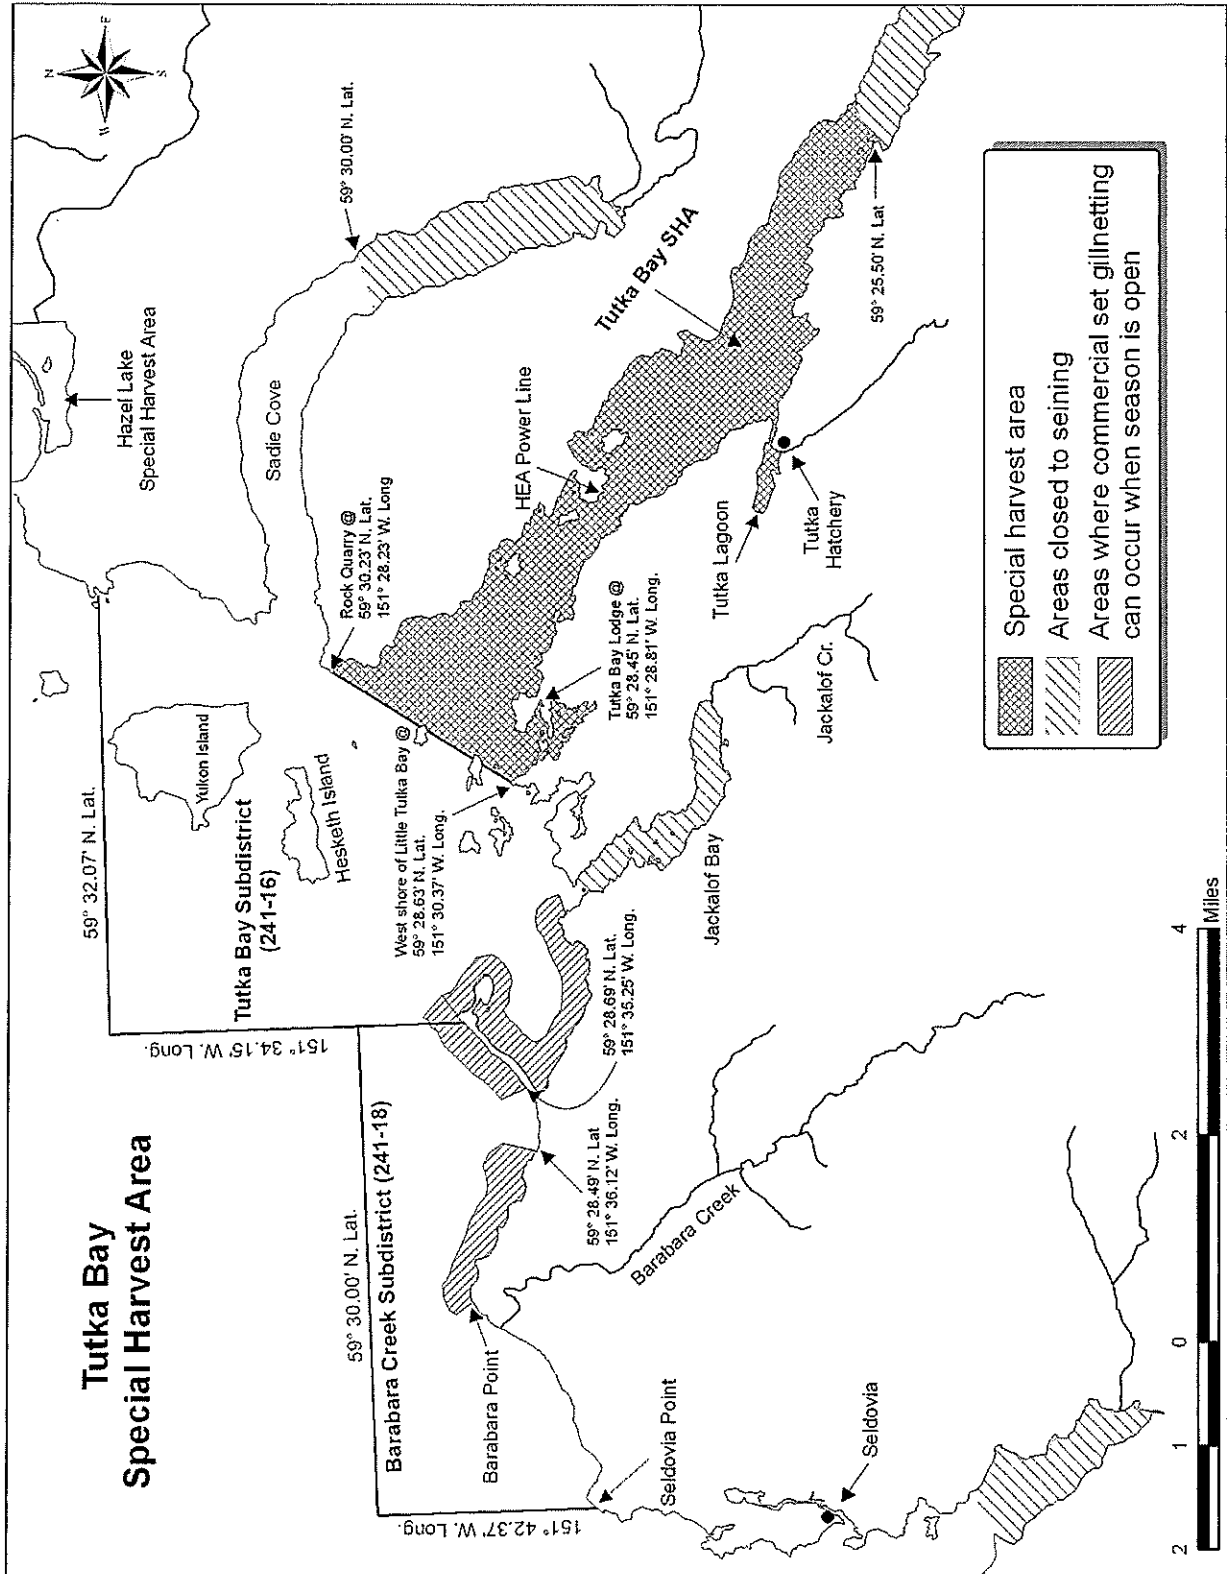 Tutka Bay
Special Harvest Area
N
E
S
W
59° 32.07' N. Lat.
151° 34.15' W. Long.
Tutka Bay Subdistrict
(241-16)
Yukon Island
Hesketh Island
Hazel Lake
Special Harvest Area
Sadie Cove
59° 30.00' N. Lat.
Rock Quarry @
59° 30.23' N. Lat.
151° 28.23' W. Long
West shore of Little Tutka Bay @
59° 28.63' N. Lat.
151° 30.37' W. Long.
HEA Power Line
Tutka Bay SHA
Tutka Bay Lodge @
59° 28.45' N. Lat.
151° 28.81' W. Long.
59° 25.50' N. Lat
Tutka Lagoon
Tutka
Hatchery
59° 30.00' N. Lat.
Barabara Creek Subdistrict (241-18)
151° 42.37' W. Long.
Barabara Point
59° 28.49' N. Lat
151° 36.12' W. Long.
59° 28.69' N. Lat.
151° 35.25' W. Long.
Jackalof Bay
Jackalof Cr.
Barabara Creek
Seldovia Point
Seldovia
Special harvest area
Areas closed to seining
Areas where commercial set gillnetting
can occur when season is open
2
1
0
2
4
Miles